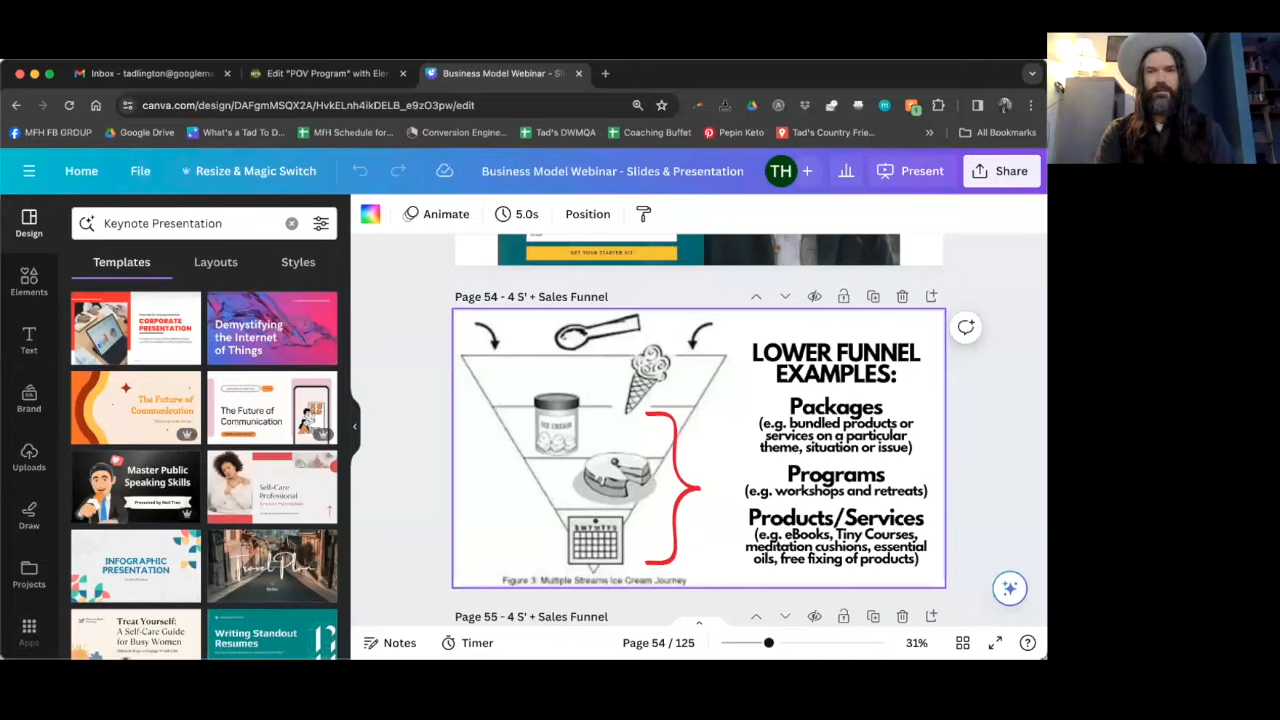 Inbox - tadlington@googlema
Edit "POV Program" with Eler
Business Model Webinar - Sl
canva.com/design/DAFgmMSQX2A/HvkELnh4ikDELB_e9zO3pw/edit
MFH FB GROUP
Google Drive
What's a Tad To D...
MfH Schedule for...
Conversion Engine...
Tad's DWMQA
Coaching Buffet
Pepin Keto
Tad's Country Frie...
All Bookmarks
Home
File
Resize & Magic Switch
Business Model Webinar - Slides & Presentation
TH
Present
Share
Design
Elements
Text
Brand
Uploads
Draw
Projects
Apps
Keynote Presentation
Templates
Layouts
Styles
CORPORATE
PRESENTATION
Demystifying
the Internet
of Things
The Future of
Communication
The Future of
Communication
Master Public
Speaking Skills
Presented by Neil Tran
Self-Care
Professional
INFOGRAPHIC
PRESENTATION
Travel Plan
Treat Yourself:
A Self-Care Guide
for Busy Women
Writing Standout
Resumes
Animate
5.0s
Position
GET YOUR STARTER KIT
Page 54 - 4 S' + Sales Funnel
ICE CREAM
S M T W T F S
Figure 3: Multiple Streams Ice Cream Journey
LOWER FUNNEL
EXAMPLES:
Packages
(e.g. bundled products or
services on a particular
theme, situation or issue)
Programs
(e.g. workshops and retreats)
Products/Services
(e.g. eBooks, Tiny Courses,
meditation cushions, essential
oils, free fixing of products)
Page 55 - 4 S' + Sales Funnel
Notes
Timer
Page 54 / 125
31%